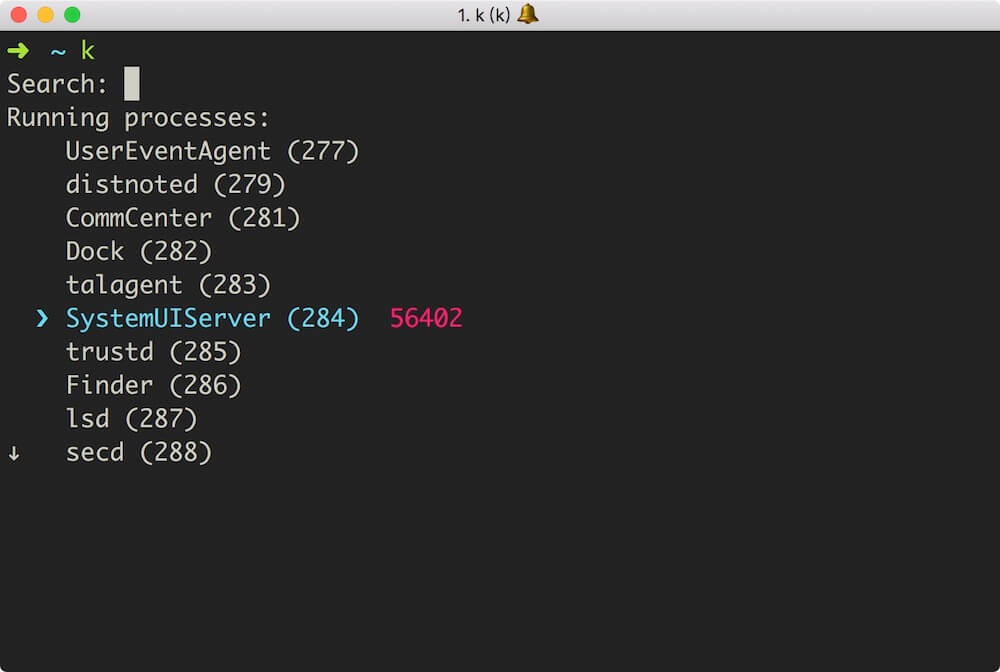 1. k (k) 🔔
➜ ~ k
Search:
Running processes:
UserEventAgent (277)
distnoted (279)
CommCenter (281)
Dock (282)
talagent (283)
❯ SystemUIServer (284) 56402
trustd (285)
Finder (286)
lsd (287)
↓ secd (288)